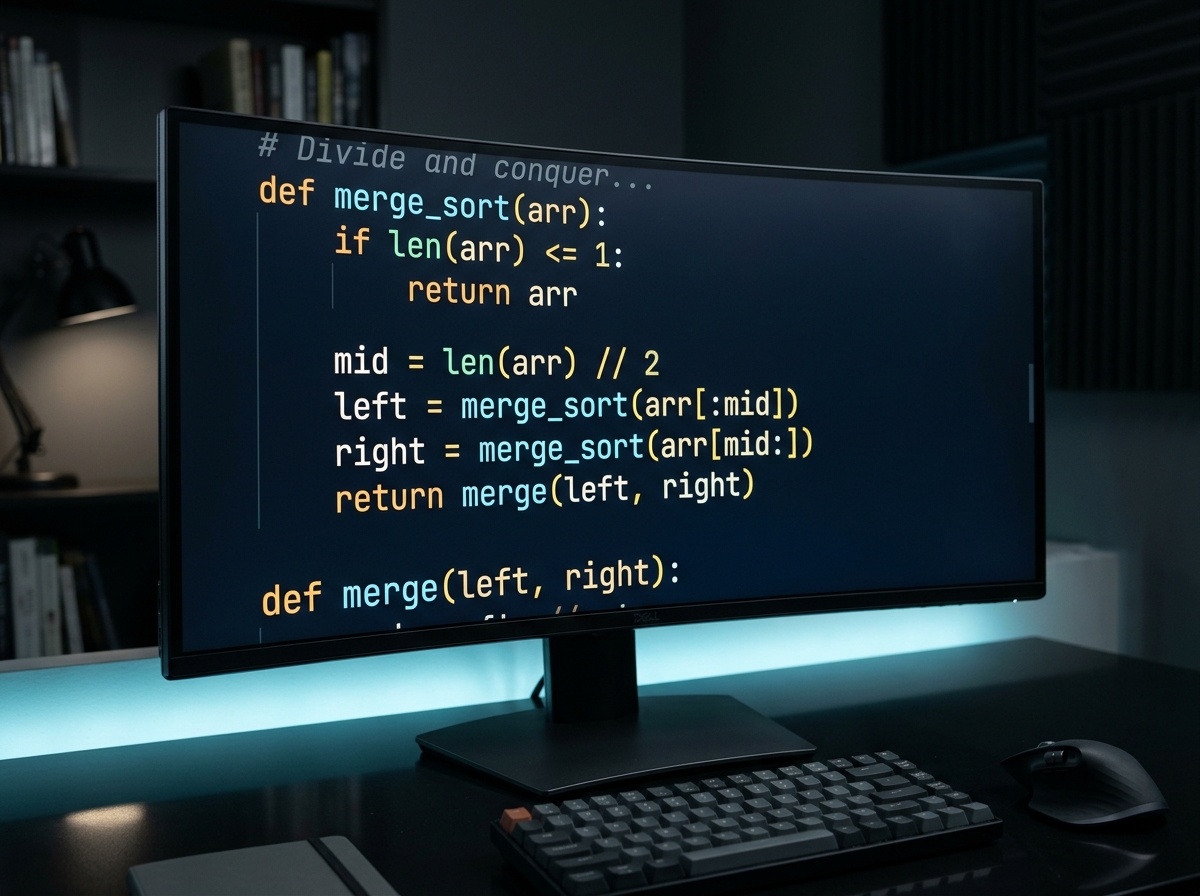 # Divide and conquer...
def merge_sort(arr):
    if len(arr) <= 1:
        return arr
    mid = len(arr) // 2
    left = merge_sort(arr[:mid])
    right = merge_sort(arr[mid:])
    return merge(left, right)
def merge(left, right):
DELL